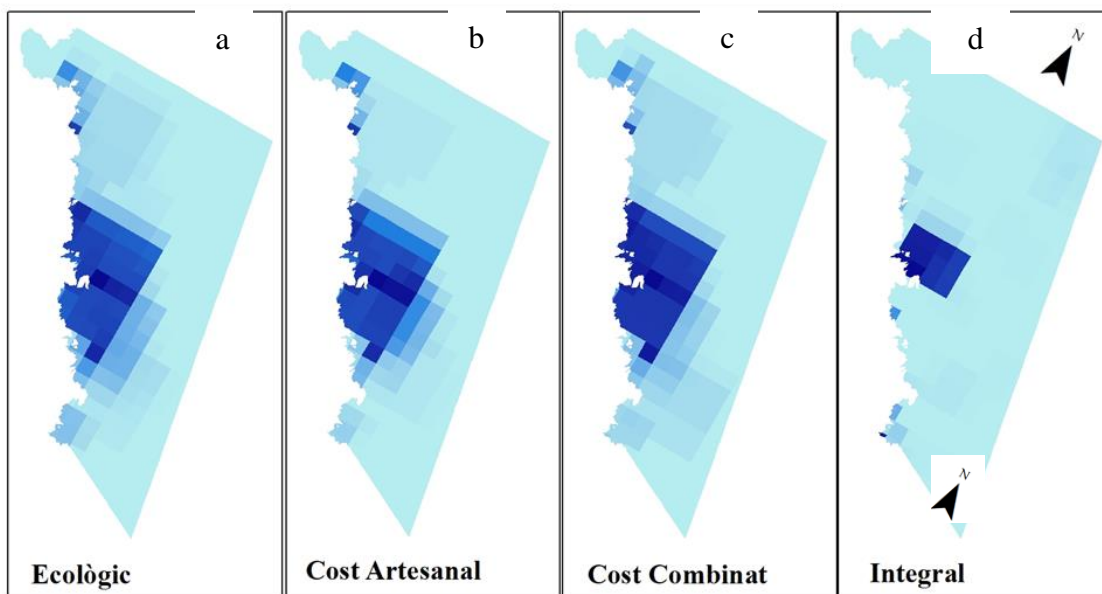 a
b
c
d
N
N
Ecològic
Cost Artesanal
Cost Combinat
Integral